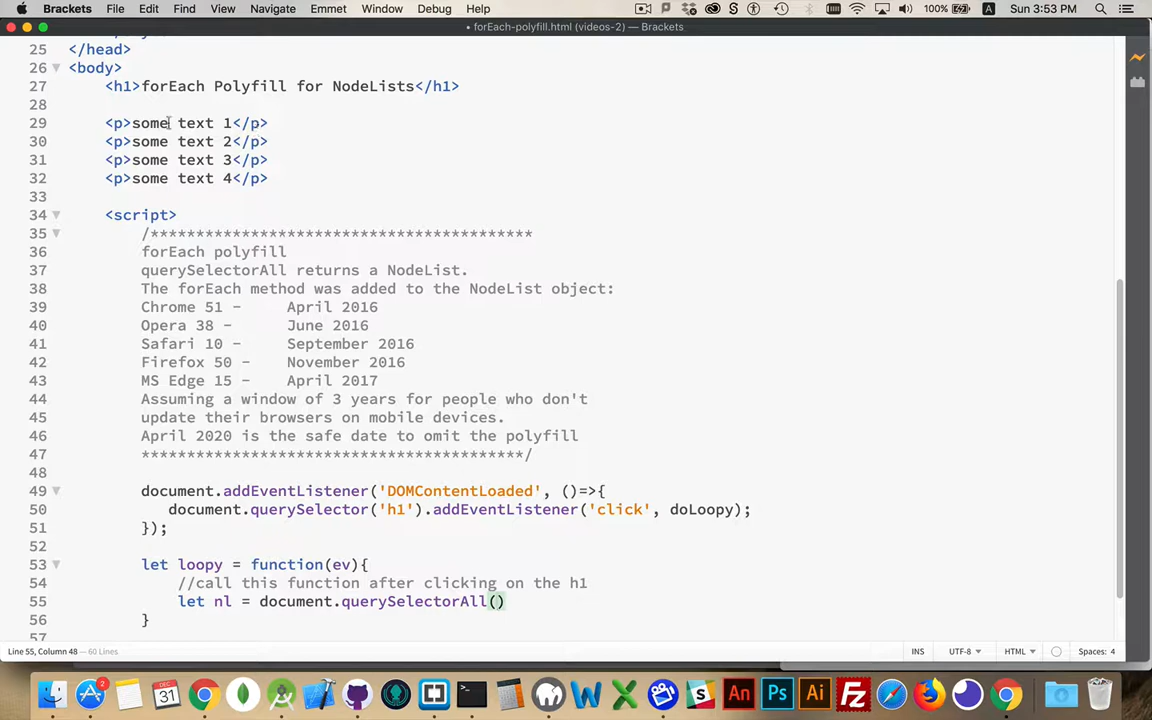 Brackets File Edit Find View Navigate Emmet Window Debug Help 100% A Sun 3:53 PM
• forEach-polyfill.html (videos-2) — Brackets
25 </head>
26 <body>
27 <h1>forEach Polyfill for NodeLists</h1>
28
29 <p>some text 1</p>
30 <p>some text 2</p>
31 <p>some text 3</p>
32 <p>some text 4</p>
33
34 <script>
35 /******************************************
36 forEach polyfill
37 querySelectorAll returns a NodeList.
38 The forEach method was added to the NodeList object:
39 Chrome 51 - April 2016
40 Opera 38 - June 2016
41 Safari 10 - September 2016
42 Firefox 50 - November 2016
43 MS Edge 15 - April 2017
44 Assuming a window of 3 years for people who don't
45 update their browsers on mobile devices.
46 April 2020 is the safe date to omit the polyfill
47 ******************************************/
48
49 document.addEventListener('DOMContentLoaded', ()=>{
50 document.querySelector('h1').addEventListener('click', doLoopy);
51 });
52
53 let loopy = function(ev){
54 //call this function after clicking on the h1
55 let nl = document.querySelectorAll()
56 }
57
Line 55, Column 48 — 60 Lines INS UTF-8 HTML Spaces: 4
2 DEC 31 W X S An Ps Ai Fz